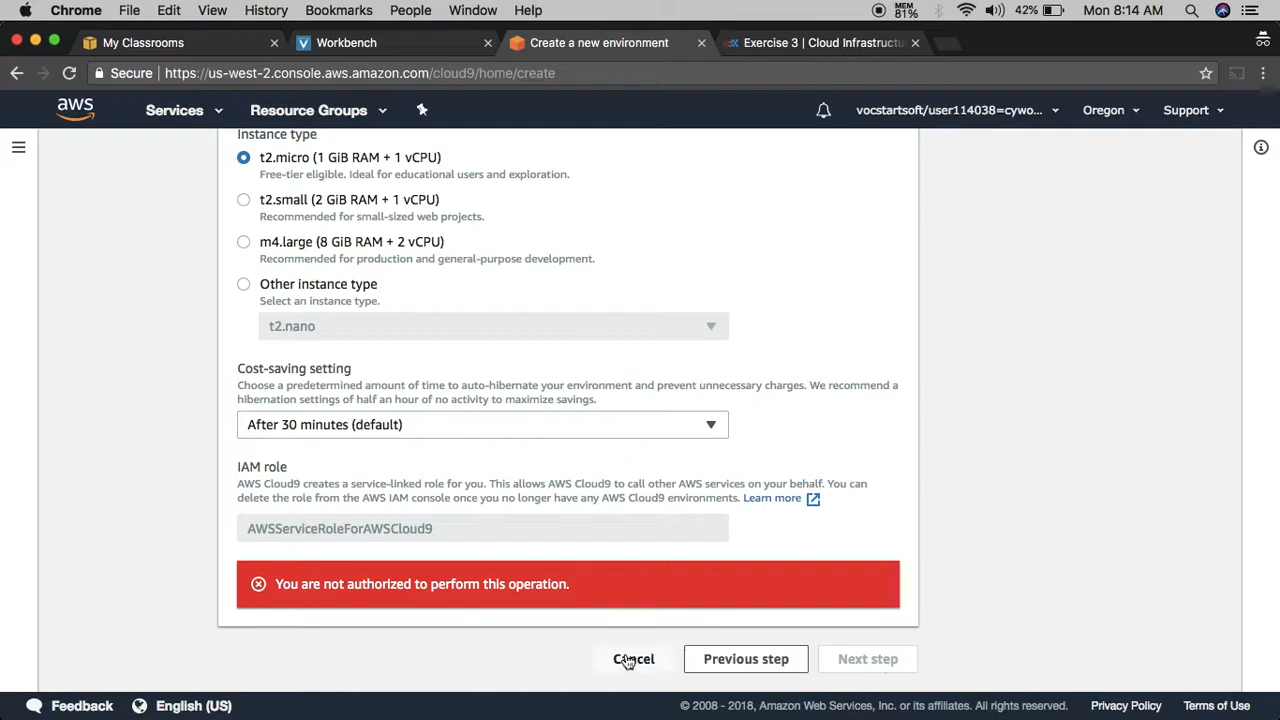 Chrome File Edit View History Bookmarks People Window Help MEM 81% 42% Mon 8:14 AM
My Classrooms Workbench Create a new environment Exercise 3 | Cloud Infrastructu
Secure https://us-west-2.console.aws.amazon.com/cloud9/home/create
aws Services Resource Groups vocstartsoft/user114038=cywo... Oregon Support
Instance type
t2.micro (1 GiB RAM + 1 vCPU)
Free-tier eligible. Ideal for educational users and exploration.
t2.small (2 GiB RAM + 1 vCPU)
Recommended for small-sized web projects.
m4.large (8 GiB RAM + 2 vCPU)
Recommended for production and general-purpose development.
Other instance type
Select an instance type.
t2.nano
Cost-saving setting
Choose a predetermined amount of time to auto-hibernate your environment and prevent unnecessary charges. We recommend a
hibernation settings of half an hour of no activity to maximize savings.
After 30 minutes (default)
IAM role
AWS Cloud9 creates a service-linked role for you. This allows AWS Cloud9 to call other AWS services on your behalf. You can
delete the role from the AWS IAM console once you no longer have any AWS Cloud9 environments. Learn more
AWSServiceRoleForAWSCloud9
You are not authorized to perform this operation.
Cancel Previous step Next step
Feedback English (US) © 2008 - 2018, Amazon Web Services, Inc. or its affiliates. All rights reserved. Privacy Policy Terms of Use